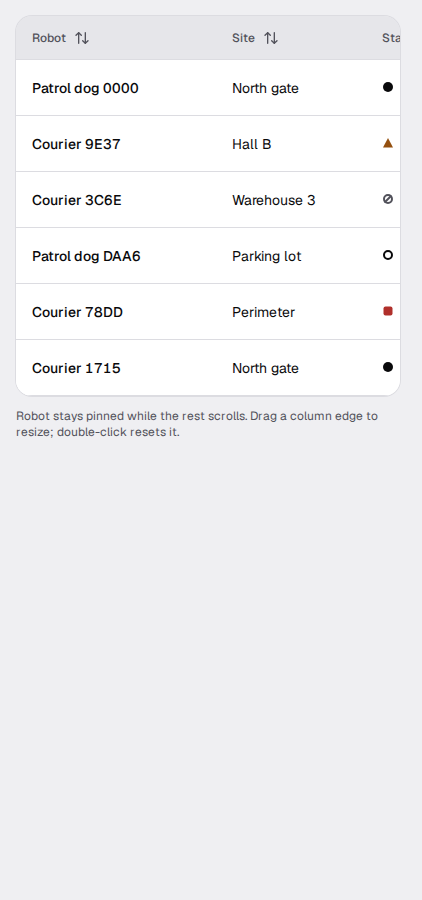 Robot Site Sta
Patrol dog 0000 North gate
Courier 9E37 Hall B
Courier 3C6E Warehouse 3
Patrol dog DAA6 Parking lot
Courier 78DD Perimeter
Courier 1715 North gate
Robot stays pinned while the rest scrolls. Drag a column edge to
resize; double-click resets it.